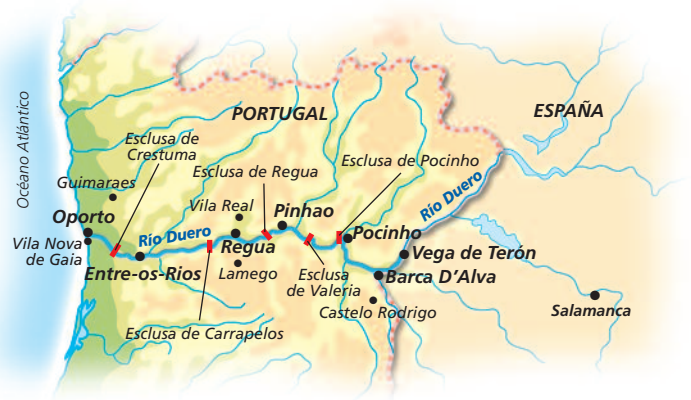 Océano Atlántico
PORTUGAL
ESPAÑA
Esclusa de
Crestuma
Esclusa de Regua
Esclusa de Pocinho
Guimaraes
Vila Real
Pinhao
Río Duero
Oporto
Río Duero
Pocinho
Vila Nova
de Gaia
Regua
Vega de Terón
Entre-os-Rios
Lamego
Esclusa
de Valeria
Barca D’Alva
Castelo Rodrigo
Salamanca
Esclusa de Carrapelos